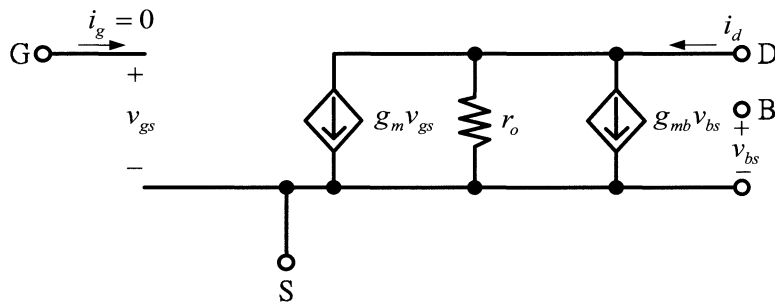 i_g = 0
G
+
v_gs
−
g_m v_gs
r_o
g_mb v_bs
i_d
D
B
+
v_bs
−
S